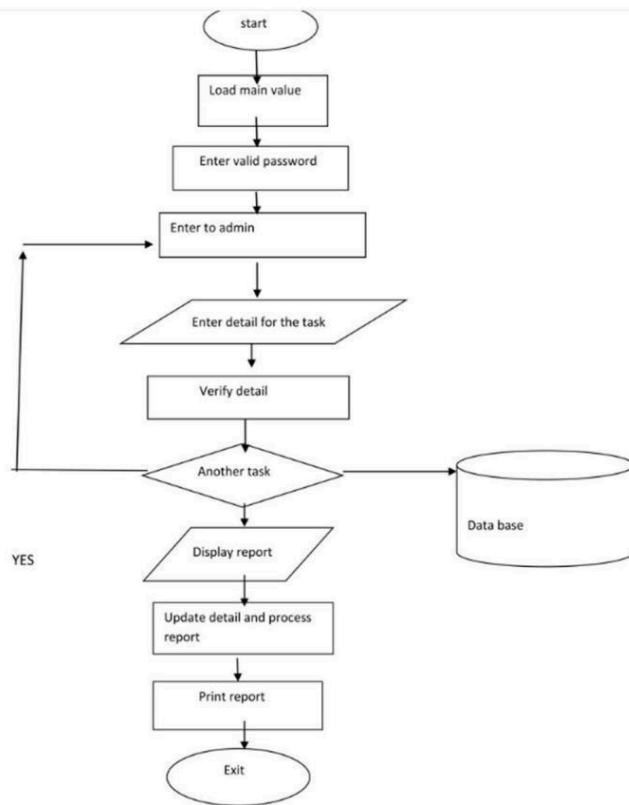 start
Load main value
Enter valid password
Enter to admin
Enter detail for the task
Verify detail
Another task
Data base
Display report
YES
Update detail and process
report
Print report
Exit